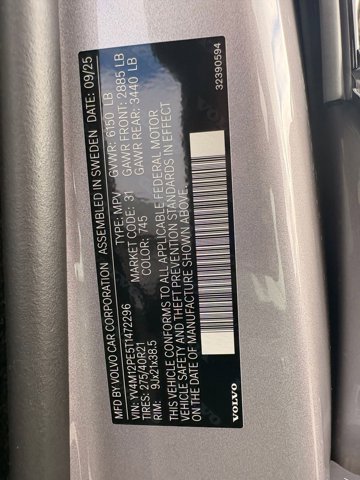 MFD BY VOLVO CAR CORPORATION ASSEMBLED IN SWEDEN DATE: 09/25
GVWR: 6150 LB
GAWR FRONT: 2885 LB
GAWR REAR: 3440 LB
TYPE: MPV
MARKET CODE: 31
COLOR: 745
VIN: YV4M12PE5T1472296
TIRES: 275/40R21
RIM: 9Jx21x38.5
THIS VEHICLE CONFORMS TO ALL APPLICABLE FEDERAL MOTOR
VEHICLE SAFETY AND THEFT PREVENTION STANDARDS IN EFFECT
ON THE DATE OF MANUFACTURE SHOWN ABOVE.
VOLVO
32390594